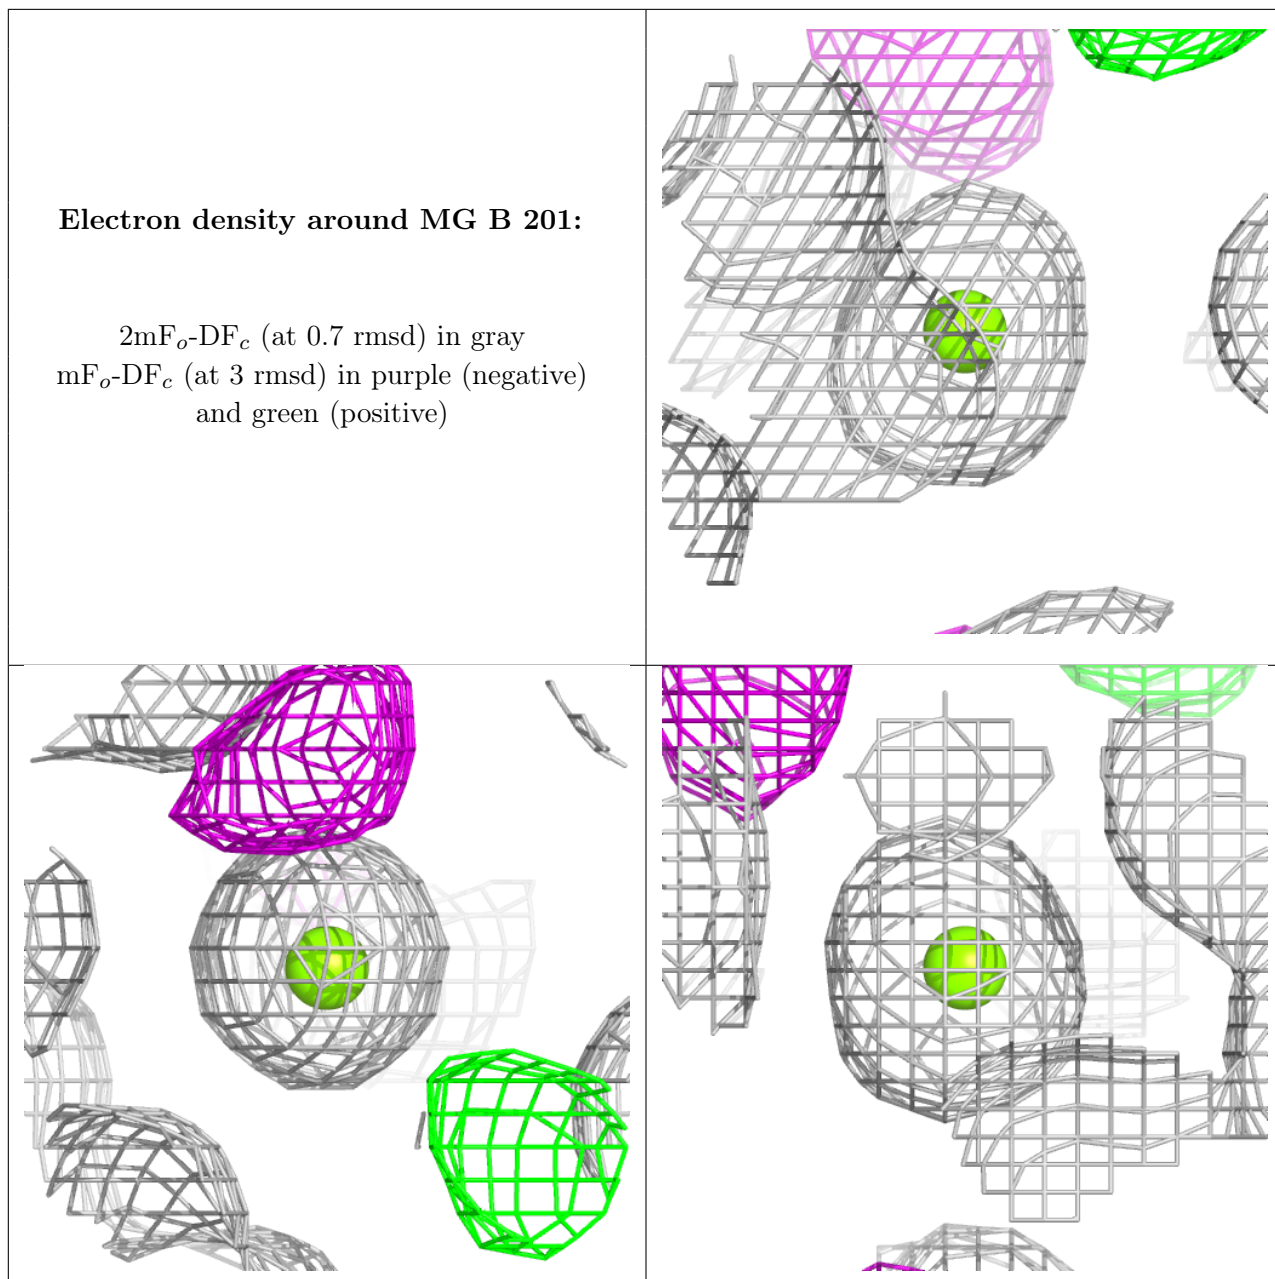 Electron density around MG B 201:
2mFo-DFc (at 0.7 rmsd) in gray
mFo-DFc (at 3 rmsd) in purple (negative)
and green (positive)